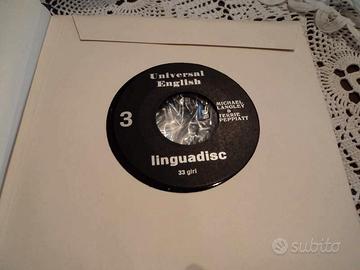 Universal
English
3
MICHAEL
LANGLEY
&
TERRIE
PEPPIATT
linguadisc
33 giri
subito